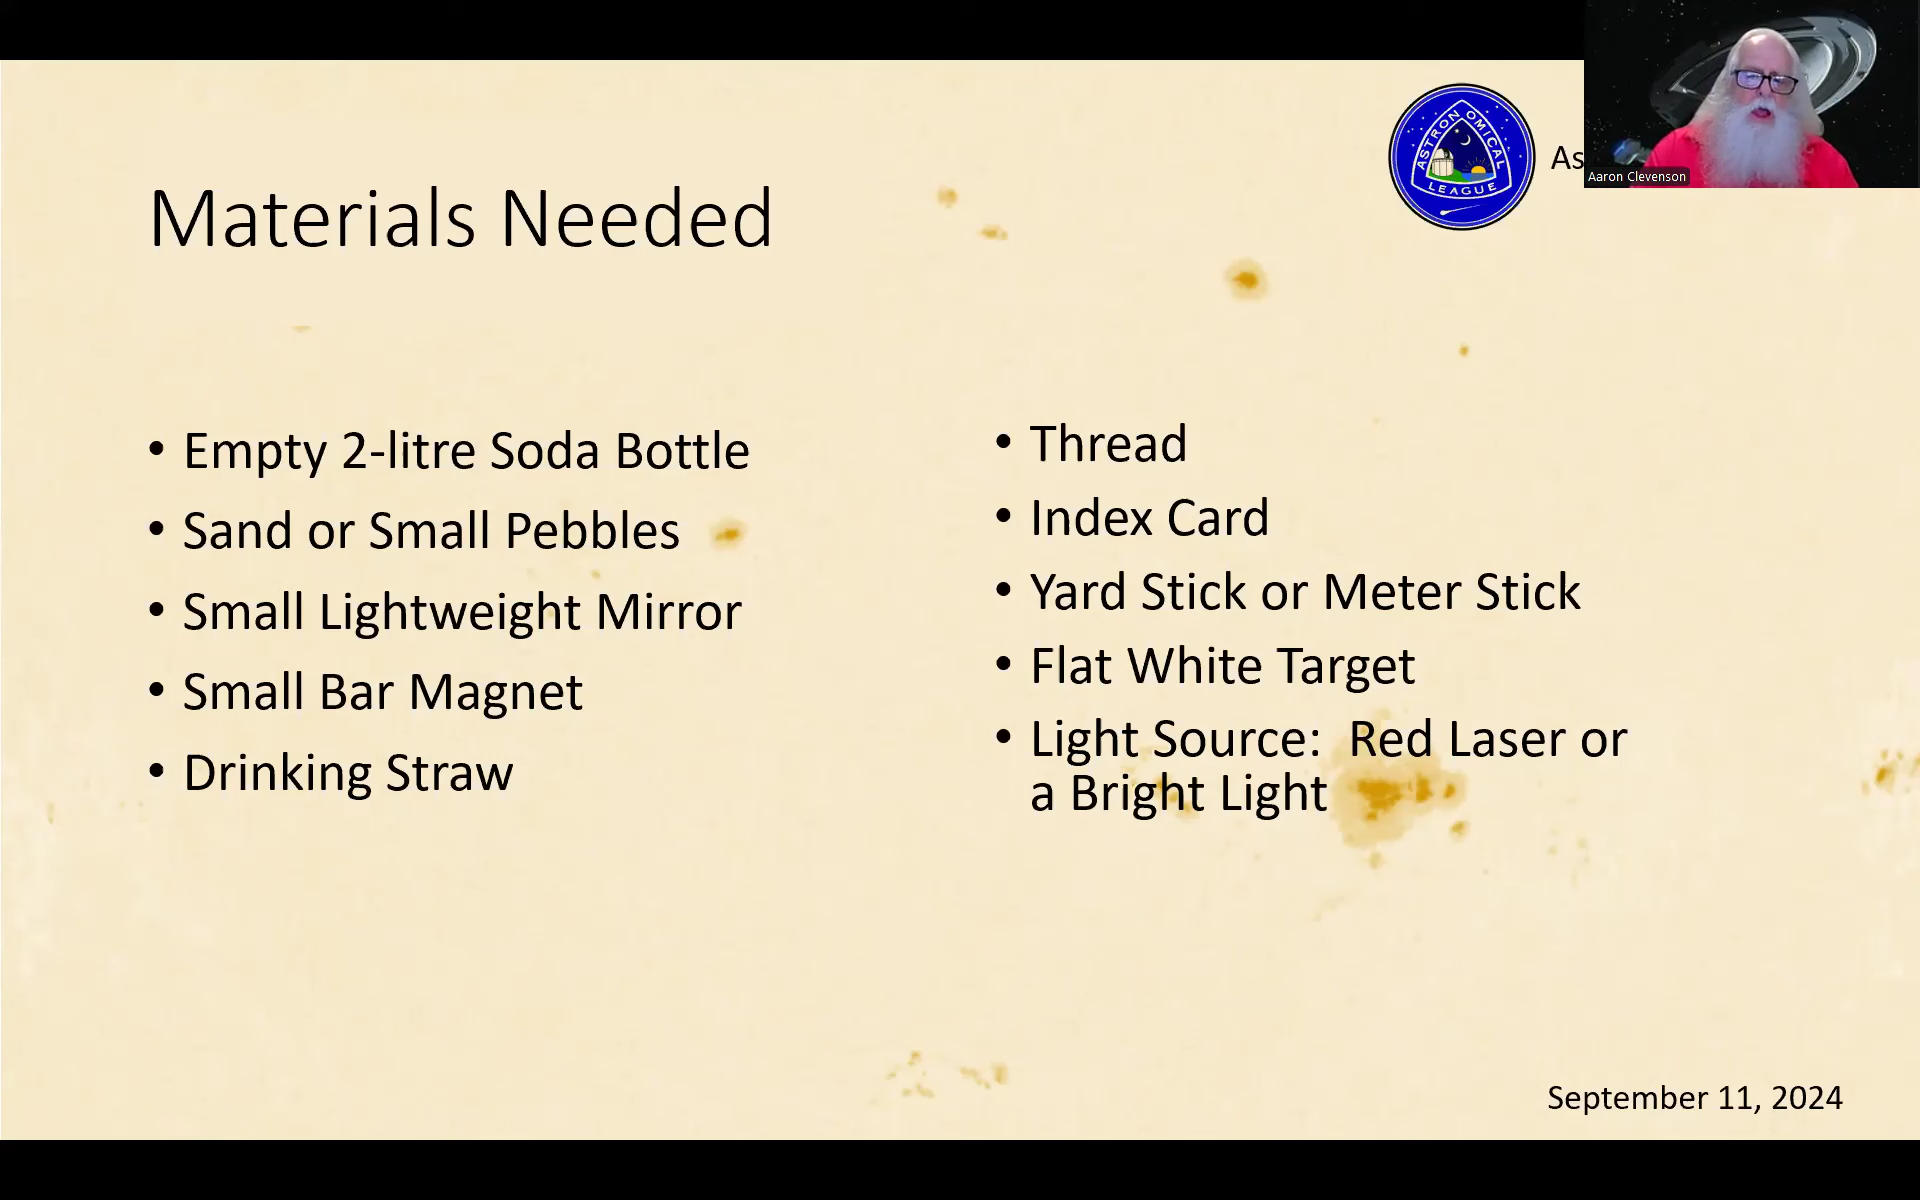 Materials Needed
ASTRONOMICAL
LEAGUE
As
Aaron Clevenson
• Empty 2-litre Soda Bottle
• Sand or Small Pebbles
• Small Lightweight Mirror
• Small Bar Magnet
• Drinking Straw
• Thread
• Index Card
• Yard Stick or Meter Stick
• Flat White Target
• Light Source:  Red Laser or
a Bright Light
September 11, 2024